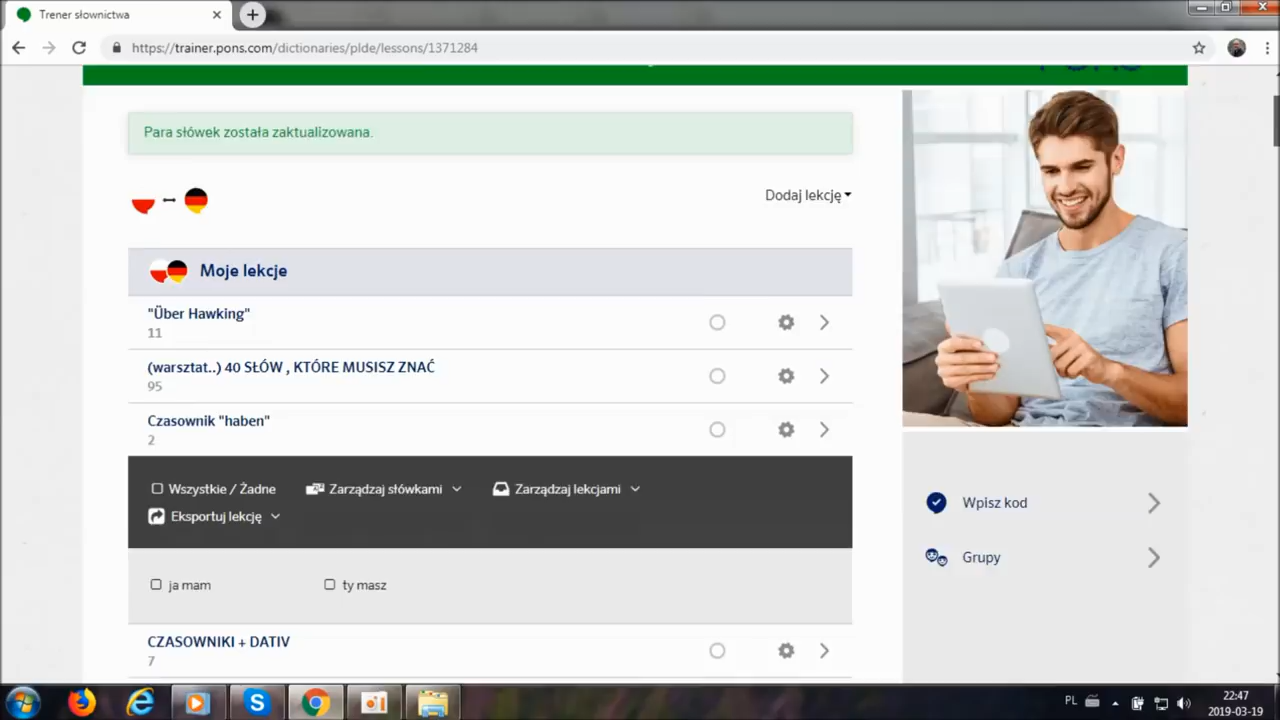 Trener słownictwa
https://trainer.pons.com/dictionaries/plde/lessons/1371284
Para słówek została zaktualizowana.
Dodaj lekcję
Moje lekcje
"Über Hawking"
11
(warsztat..) 40 SŁÓW , KTÓRE MUSISZ ZNAĆ
95
Czasownik "haben"
2
Wszystkie / Żadne Zarządzaj słówkami Zarządzaj lekcjami
Eksportuj lekcję
ja mam ty masz
CZASOWNIKI + DATIV
7
Wpisz kod
Grupy
PL 22:47
2019-03-19